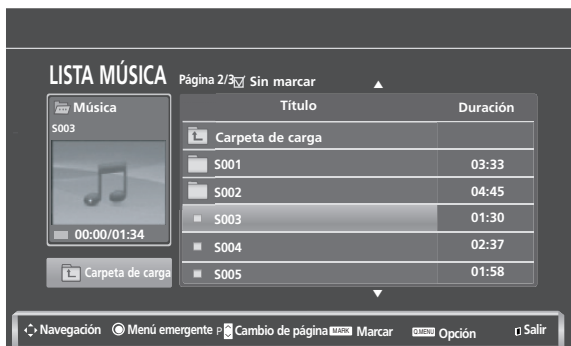 LISTA MÚSICA Página 2/3 Sin marcar
Música
S003
00:00/01:34
Carpeta de carga
Título Duración
Carpeta de carga
S001 03:33
S002 04:45
S003 01:30
S004 02:37
S005 01:58
Navegación Menú emergente P Cambio de página MARK Marcar Q.MENU Opción Salir